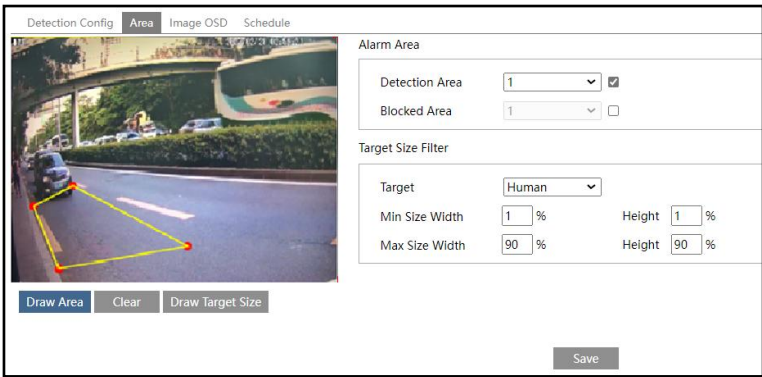 Detection Config Area Image OSD Schedule
Alarm Area
Detection Area 1
Blocked Area 1
Target Size Filter
Target Human
Min Size Width 1 % Height 1 %
Max Size Width 90 % Height 90 %
Draw Area Clear Draw Target Size
Save